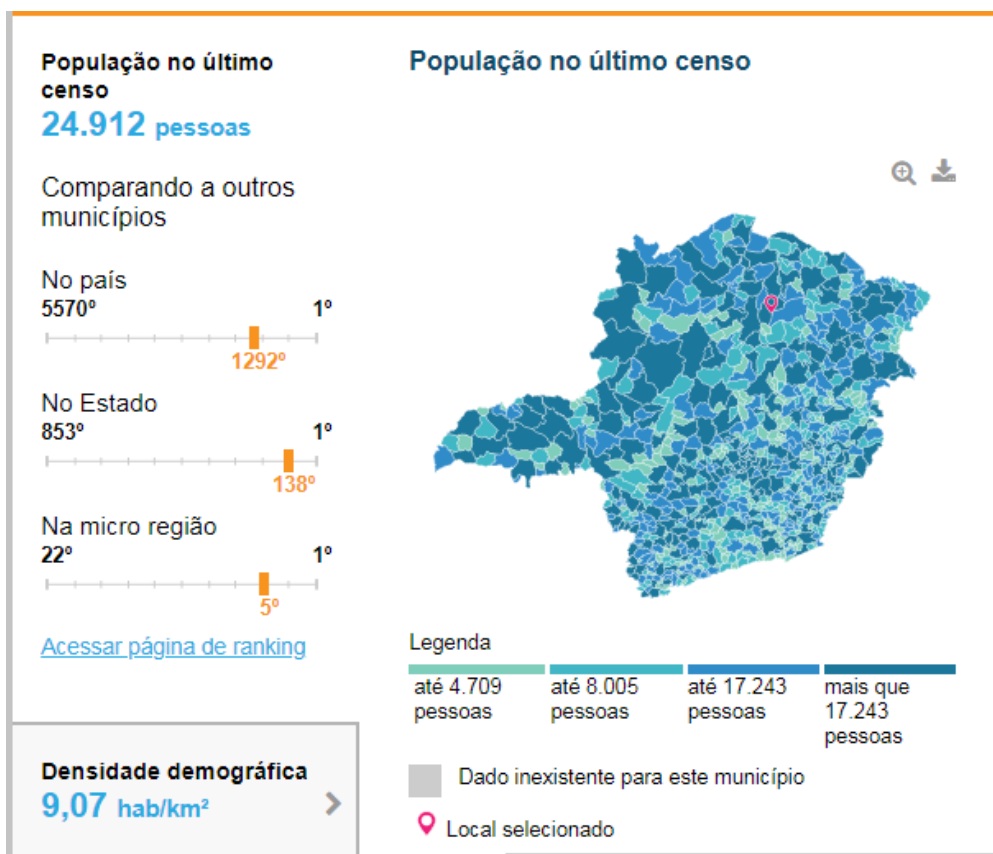 População no último
censo
24.912 pessoas
Comparando a outros
municípios
No país
5570º 1º
1292º
No Estado
853º 1º
138º
Na micro região
22º 1º
5º
Acessar página de ranking
Densidade demográfica
9,07 hab/km²
População no último censo
Legenda
até 4.709
pessoas
até 8.005
pessoas
até 17.243
pessoas
mais que
17.243
pessoas
Dado inexistente para este município
Local selecionado